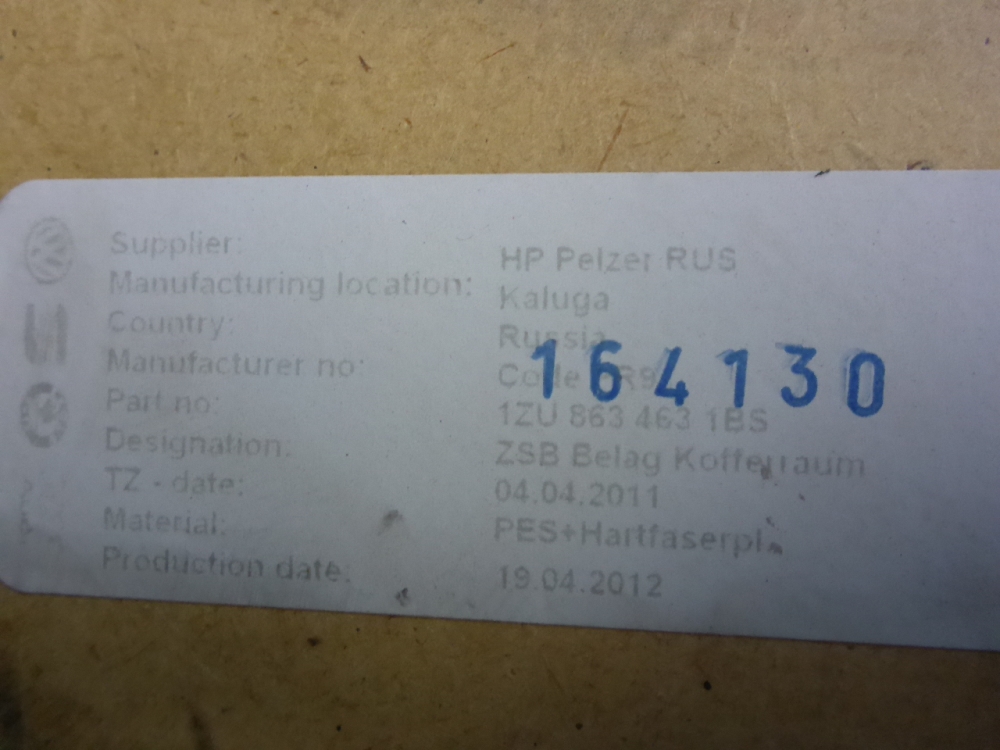 Supplier: HP Pelzer RUS
Manufacturing location: Kaluga
Country: Russia
Manufacturer no: Code
164130
Part no: 1ZU 863 463 1BS
Designation: ZSB Belag Kofferraum
TZ - date: 04.04.2011
Material: PES+Hartfaserpl.
Production date: 19.04.2012